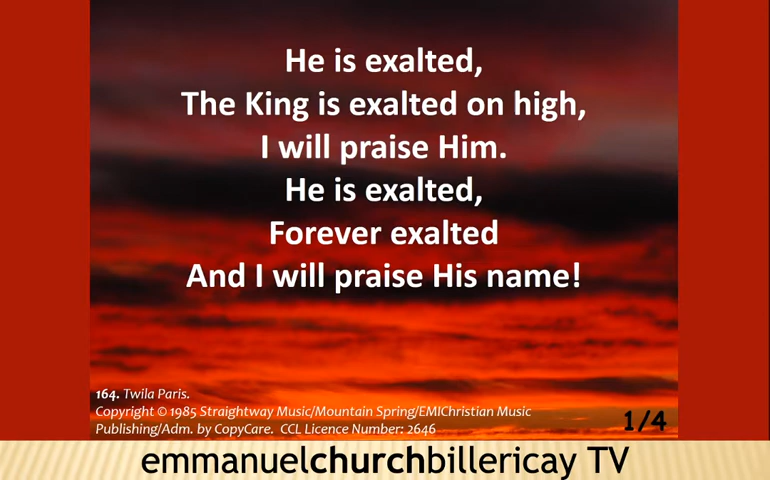 He is exalted,
The King is exalted on high,
I will praise Him.
He is exalted,
Forever exalted
And I will praise His name!
164. Twila Paris.
Copyright © 1985 Straightway Music/Mountain Spring/EMIChristian Music
Publishing/Adm. by CopyCare. CCL Licence Number: 2646
1/4
emmanuelchurchbillericay TV